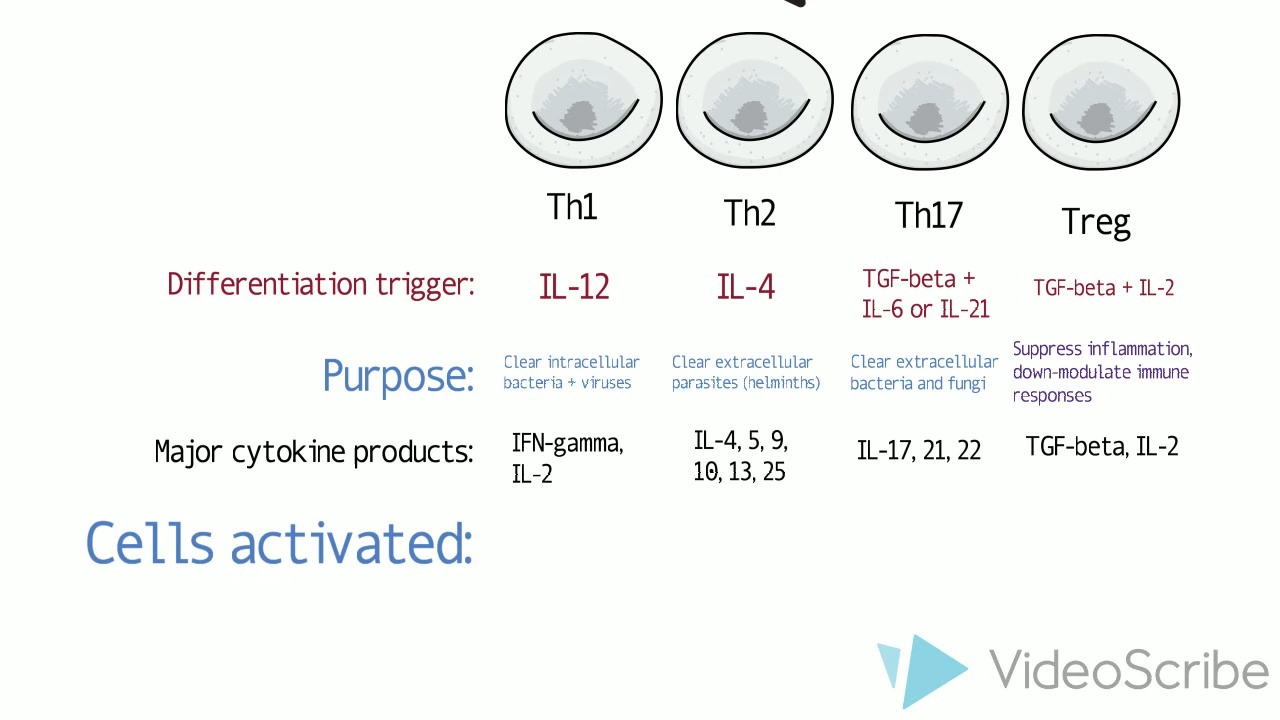 Th1
Th2
Th17
Treg
Differentiation trigger:
IL-12
IL-4
TGF-beta +
IL-6 or IL-21
TGF-beta + IL-2
Purpose:
Clear intracellular
bacteria + viruses
Clear extracellular
parasites (helminths)
Clear extracellular
bacteria and fungi
Suppress inflammation,
down-modulate immune
responses
Major cytokine products:
IFN-gamma,
IL-2
IL-4, 5, 9,
10, 13, 25
IL-17, 21, 22
TGF-beta, IL-2
Cells activated:
VideoScribe